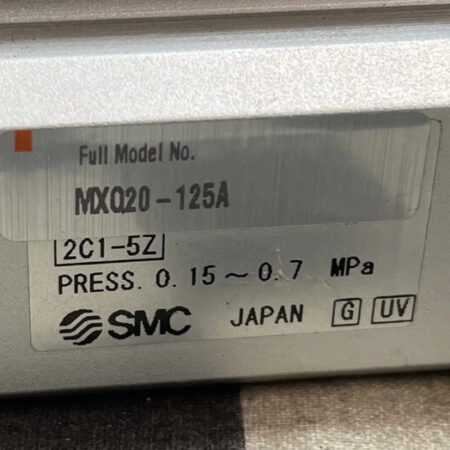 Full Model No.
MXQ20-125A
2C1-5Z
PRESS. 0.15~0.7 MPa
SMC JAPAN G UV